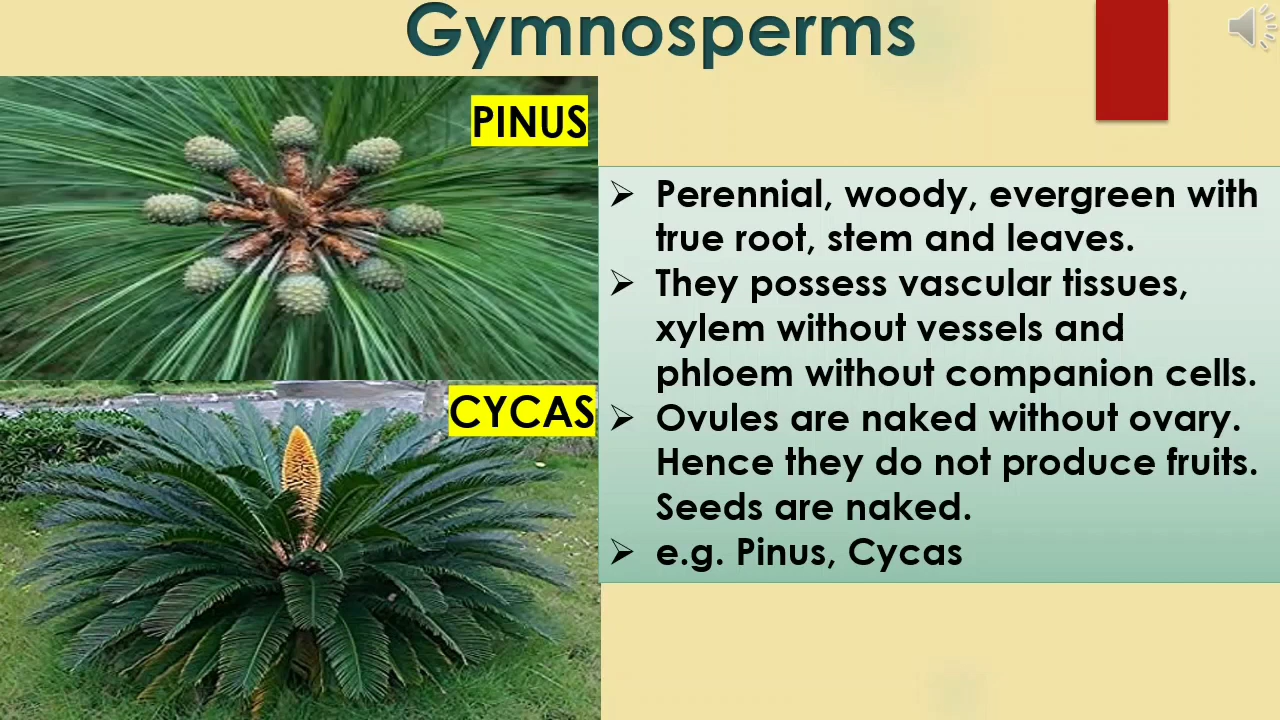 Gymnosperms
PINUS
CYCAS
➢ Perennial, woody, evergreen with
true root, stem and leaves.
➢ They possess vascular tissues,
xylem without vessels and
phloem without companion cells.
➢ Ovules are naked without ovary.
Hence they do not produce fruits.
Seeds are naked.
➢ e.g. Pinus, Cycas